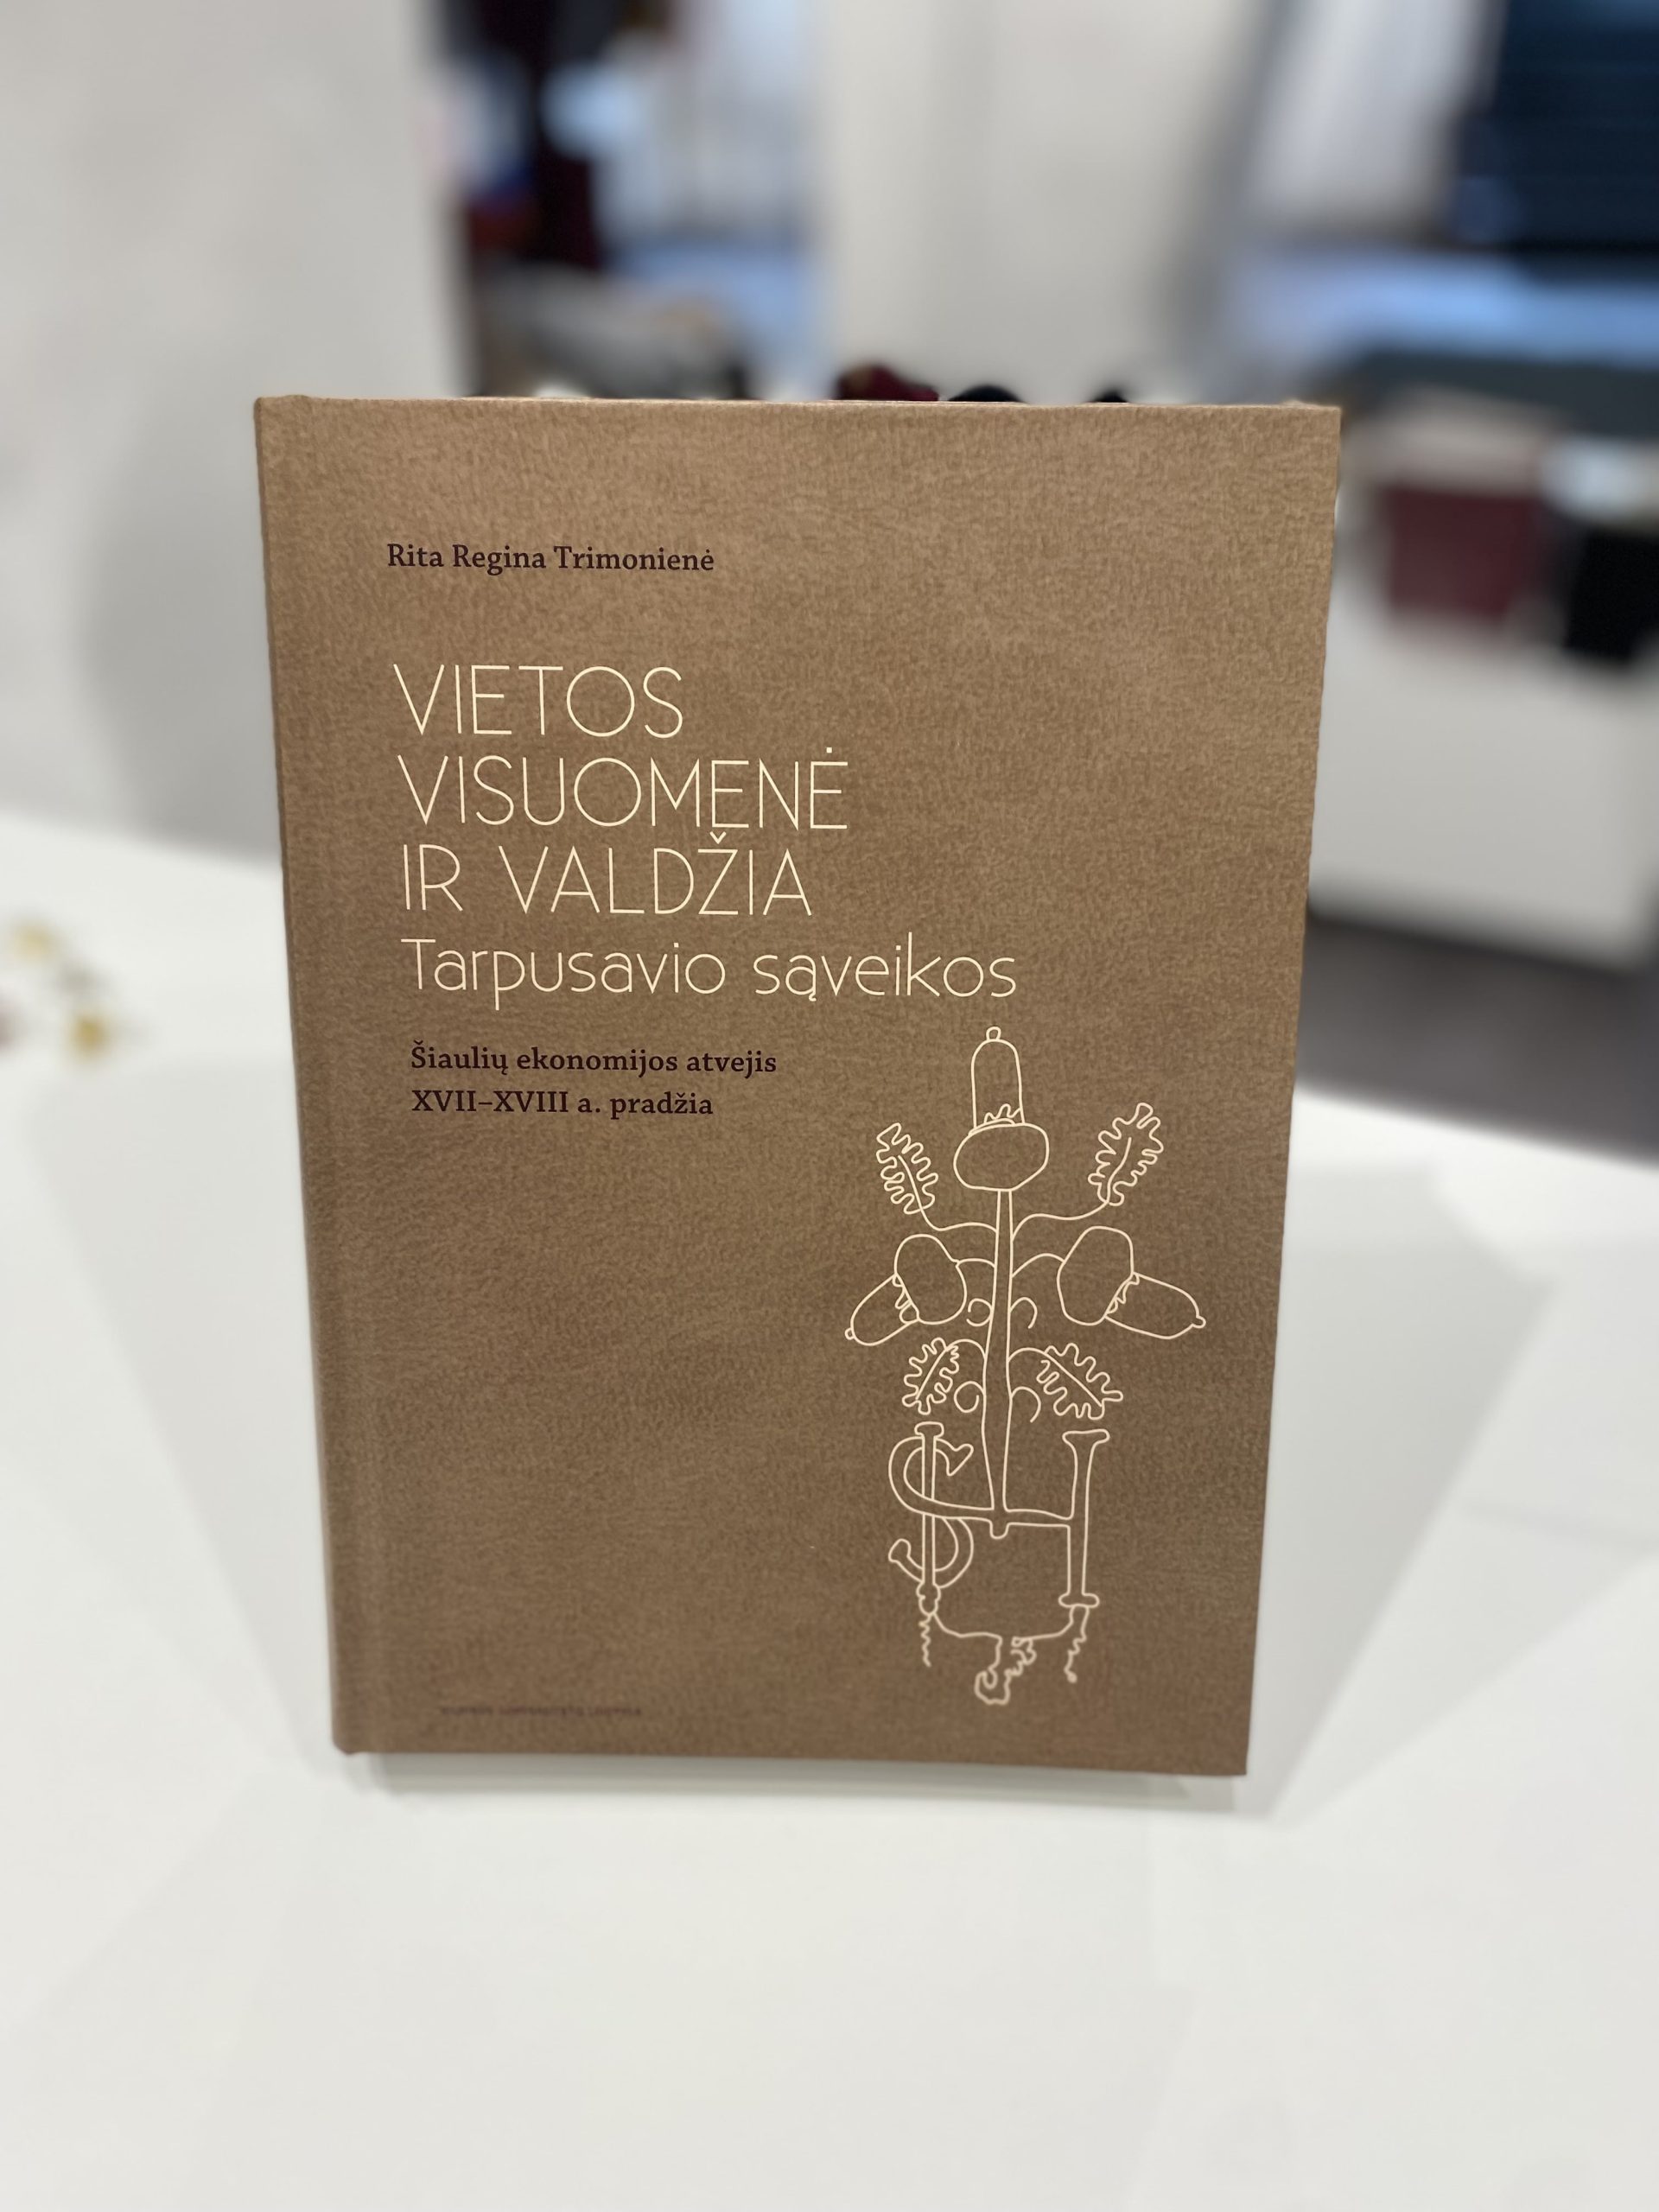 Rita Regina Trimonienė
VIETOS
VISUOMENĖ
IR VALDŽIA
Tarpusavio sąveikos
Šiaulių ekonomijos atvejis
XVII–XVIII a. pradžia